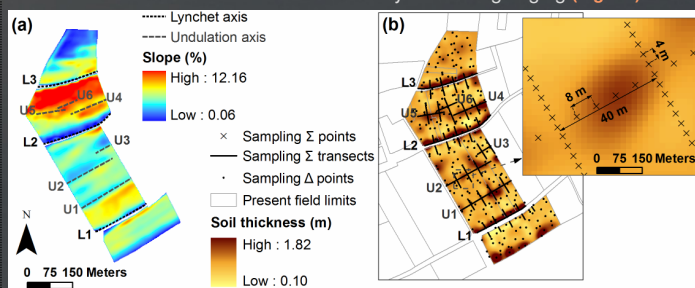 (a)
Lynchet axis
Undulation axis
Slope (%)
High : 12.16
Low : 0.06
L3
U6
U4
U5
L2
U3
U2
U1
L1
N
0 75 150 Meters
× Sampling Σ points
Sampling Σ transects
Sampling Δ points
Present field limits
Soil thickness (m)
High : 1.82
Low : 0.10
(b)
L3
U6
U4
U5
L2
U3
U2
U1
L1
4 m
8 m
40 m
0 75 150 Meters